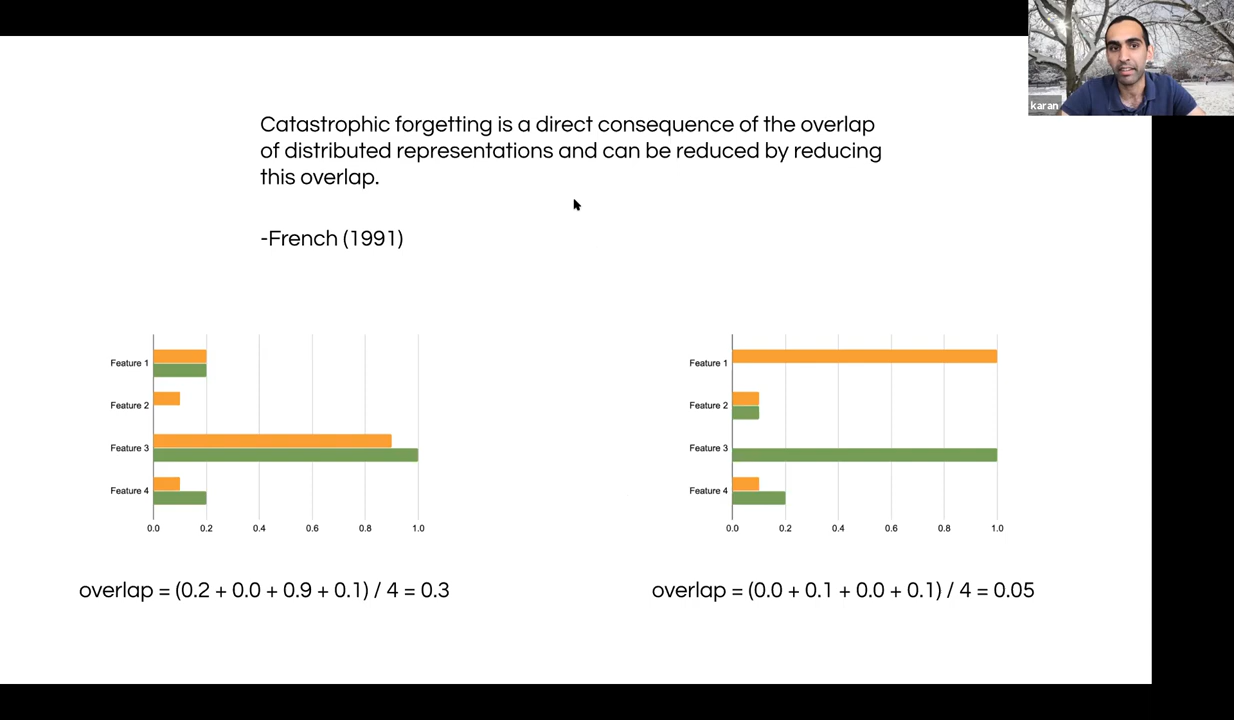 karan
Catastrophic forgetting is a direct consequence of the overlap
of distributed representations and can be reduced by reducing
this overlap.
-French (1991)
Feature 1
Feature 2
Feature 3
Feature 4
0.0 0.2 0.4 0.6 0.8 1.0
overlap = (0.2 + 0.0 + 0.9 + 0.1) / 4 = 0.3
Feature 1
Feature 2
Feature 3
Feature 4
0.0 0.2 0.4 0.6 0.8 1.0
overlap = (0.0 + 0.1 + 0.0 + 0.1) / 4 = 0.05